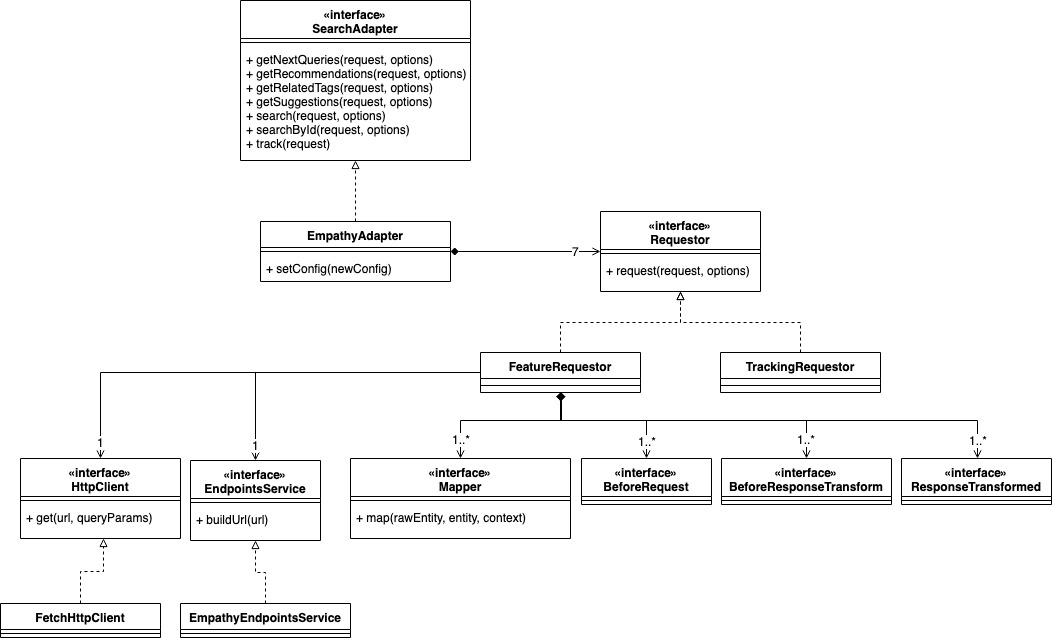 «interface»
SearchAdapter
+ getNextQueries(request, options)
+ getRecommendations(request, options)
+ getRelatedTags(request, options)
+ getSuggestions(request, options)
+ search(request, options)
+ searchById(request, options)
+ track(request)
EmpathyAdapter
+ setConfig(newConfig)
7
«interface»
Requestor
+ request(request, options)
FeatureRequestor
TrackingRequestor
1
1
1..*
1..*
1..*
1..*
«interface»
HttpClient
+ get(url, queryParams)
«interface»
EndpointsService
+ buildUrl(url)
«interface»
Mapper
+ map(rawEntity, entity, context)
«interface»
BeforeRequest
«interface»
BeforeResponseTransform
«interface»
ResponseTransformed
FetchHttpClient
EmpathyEndpointsService